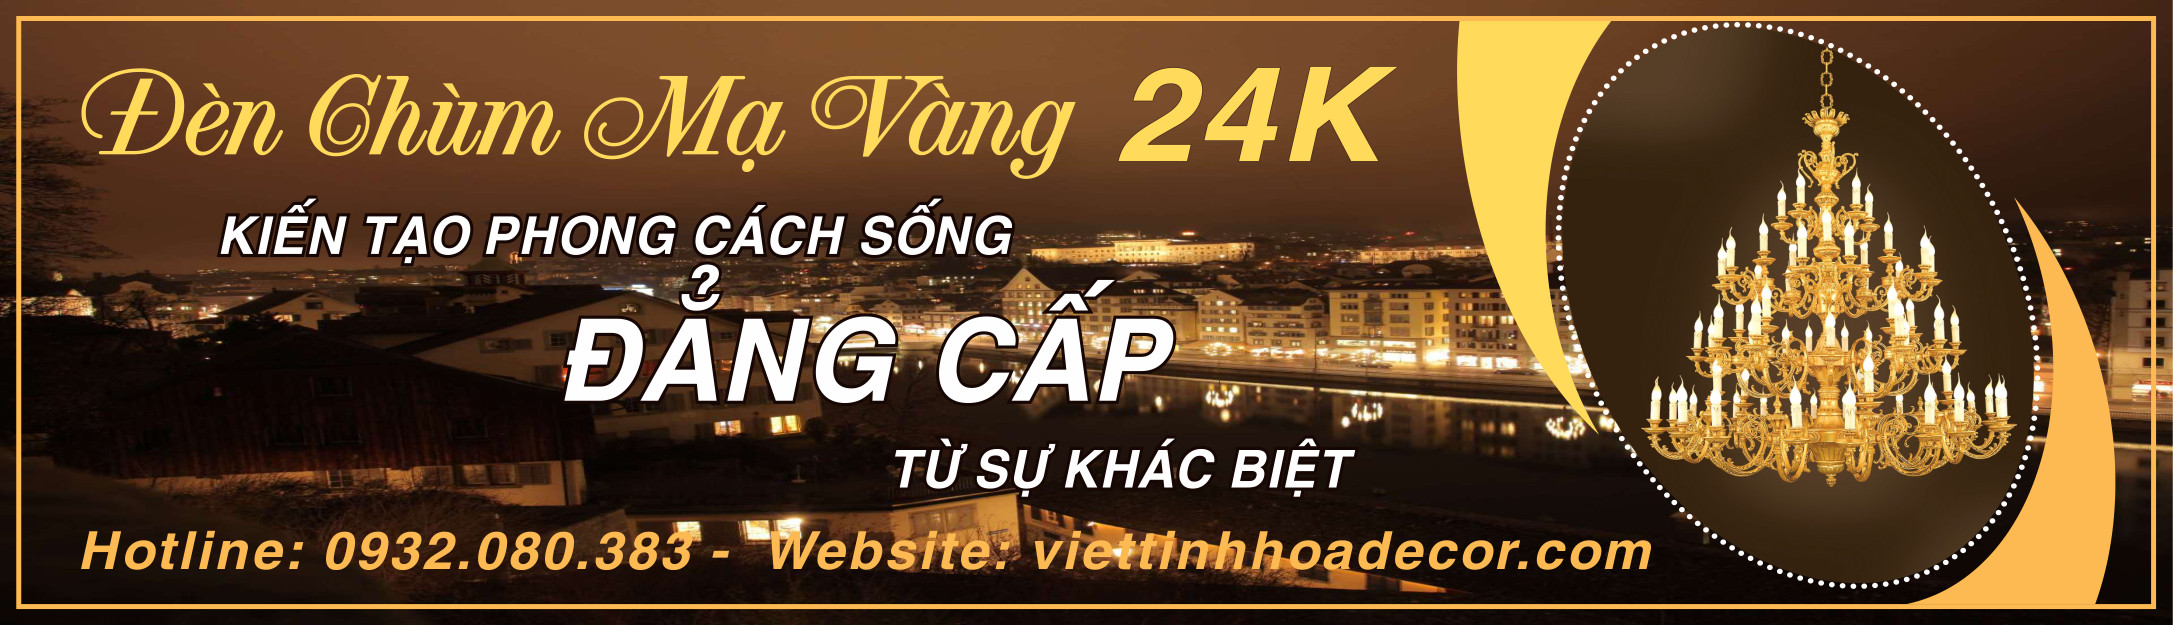 Đèn Chùm Mạ Vàng 24K
KIẾN TẠO PHONG CÁCH SỐNG
ĐẲNG CẤP
TỪ SỰ KHÁC BIỆT
Hotline: 0932.080.383 - Website: viettinhhoadecor.com